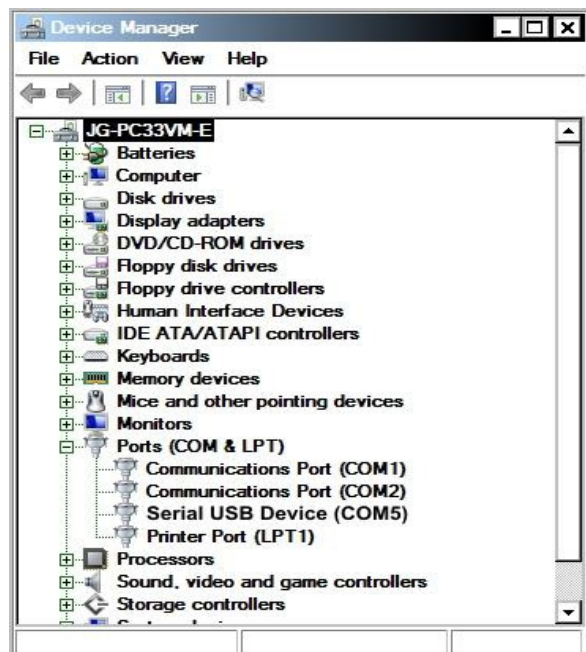 Device Manager
File Action View Help
JG-PC33VM-E
Batteries
Computer
Disk drives
Display adapters
DVD/CD-ROM drives
Floppy disk drives
Floppy drive controllers
Human Interface Devices
IDE ATA/ATAPI controllers
Keyboards
Memory devices
Mice and other pointing devices
Monitors
Ports (COM & LPT)
Communications Port (COM1)
Communications Port (COM2)
Serial USB Device (COM5)
Printer Port (LPT1)
Processors
Sound, video and game controllers
Storage controllers